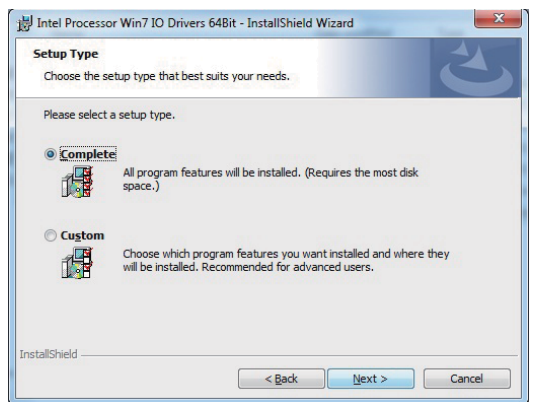 Intel Processor Win7 IO Drivers 64Bit - InstallShield Wizard
Setup Type
Choose the setup type that best suits your needs.
Please select a setup type.
Complete
All program features will be installed. (Requires the most disk
space.)
Custom
Choose which program features you want installed and where they
will be installed. Recommended for advanced users.
InstallShield
< Back Next > Cancel